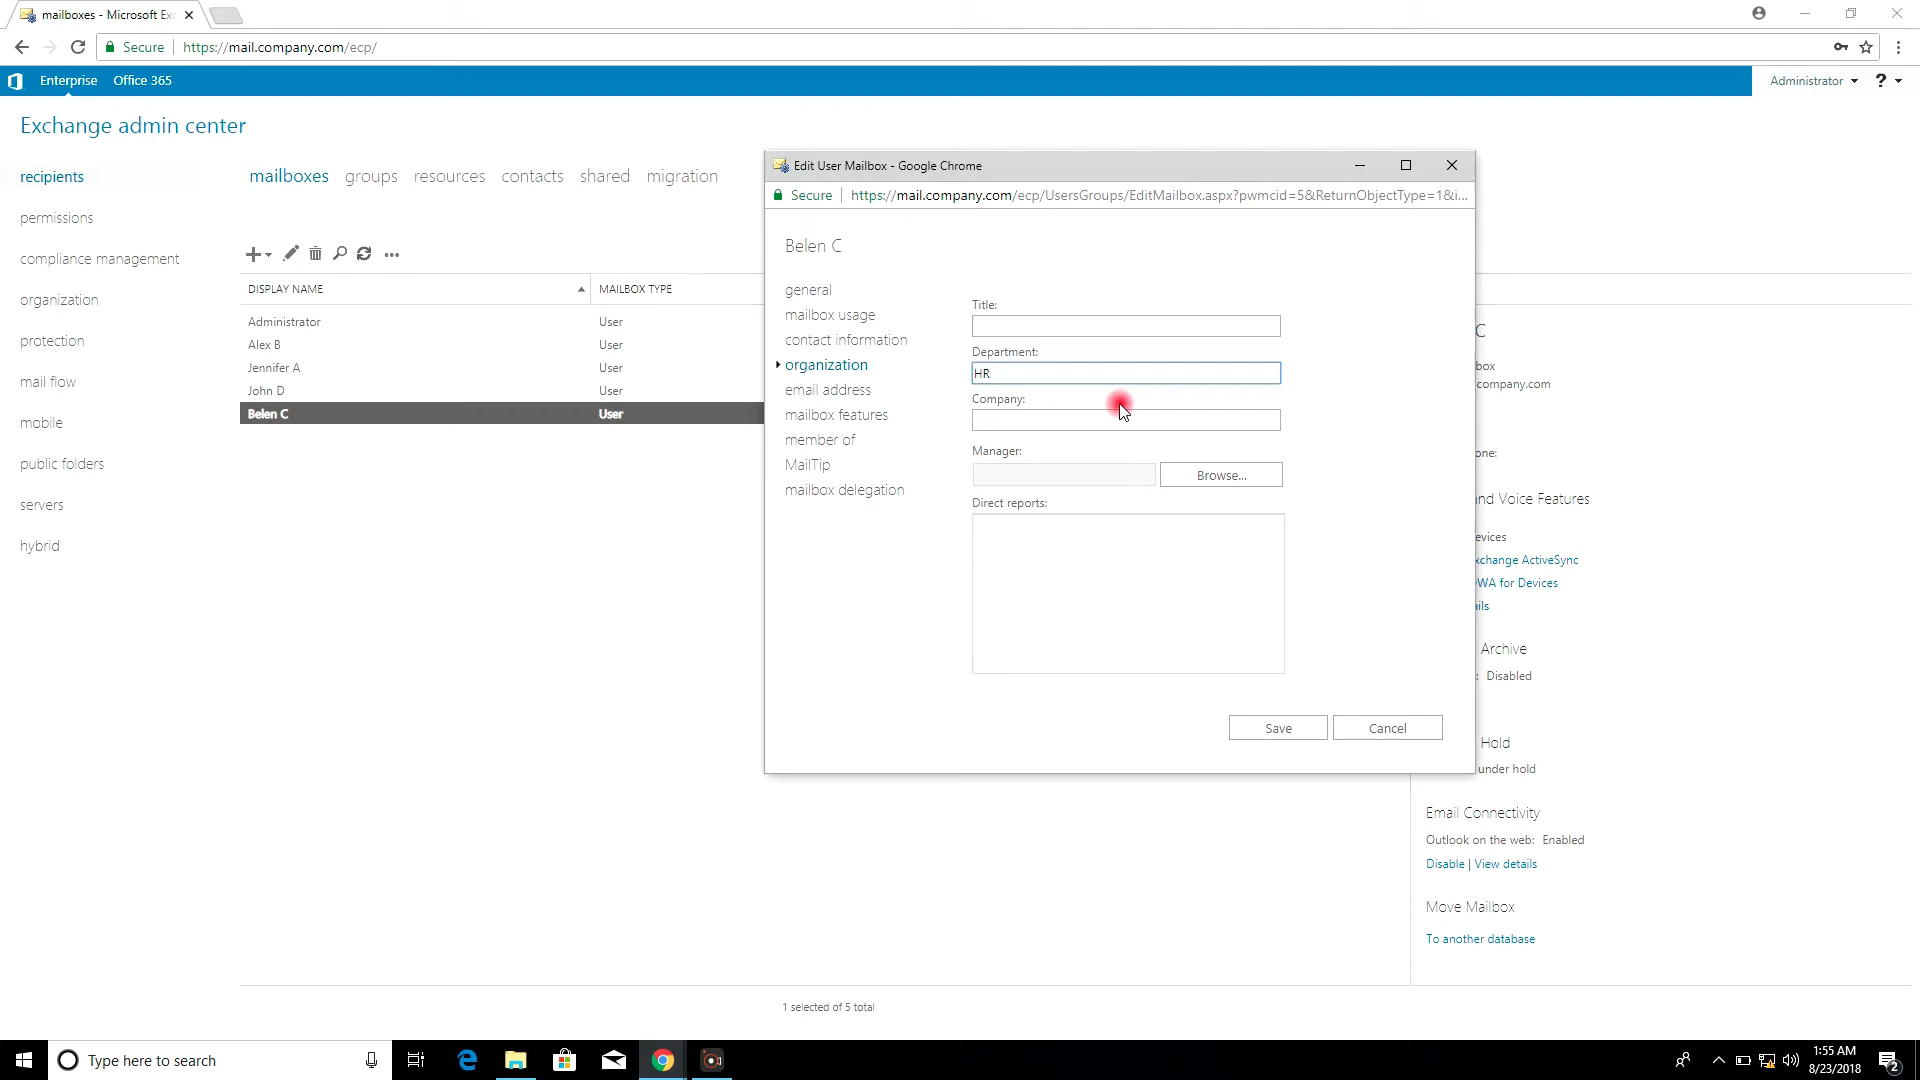 mailboxes - Microsoft Exc
Secure https://mail.company.com/ecp/
Enterprise Office 365 Administrator ?
Exchange admin center
recipients
permissions
compliance management
organization
protection
mail flow
mobile
public folders
servers
hybrid
mailboxes groups resources contacts shared migration
DISPLAY NAME MAILBOX TYPE
Administrator User
Alex B User
Jennifer A User
John D User
Belen C User
1 selected of 5 total
Edit User Mailbox - Google Chrome
Secure https://mail.company.com/ecp/UsersGroups/EditMailbox.aspx?pwmcid=5&ReturnObjectType=1&i...
Belen C
general
mailbox usage
contact information
organization
email address
mailbox features
member of
MailTip
mailbox delegation
Title:
Department:
HR
Company:
Manager:
Browse...
Direct reports:
Save Cancel
C
box
company.com
one:
nd Voice Features
evices
xchange ActiveSync
WA for Devices
ils
Archive
: Disabled
Hold
under hold
Email Connectivity
Outlook on the web: Enabled
Disable | View details
Move Mailbox
To another database
Type here to search
1:55 AM
8/23/2018
2